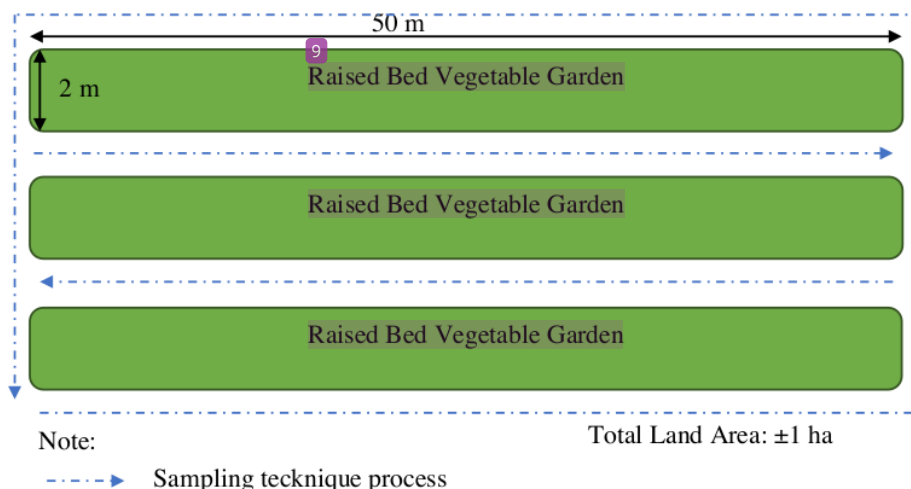 50 m
9
Raised Bed Vegetable Garden
2 m
Raised Bed Vegetable Garden
Raised Bed Vegetable Garden
Total Land Area: ±1 ha
Note:
Sampling tecknique process